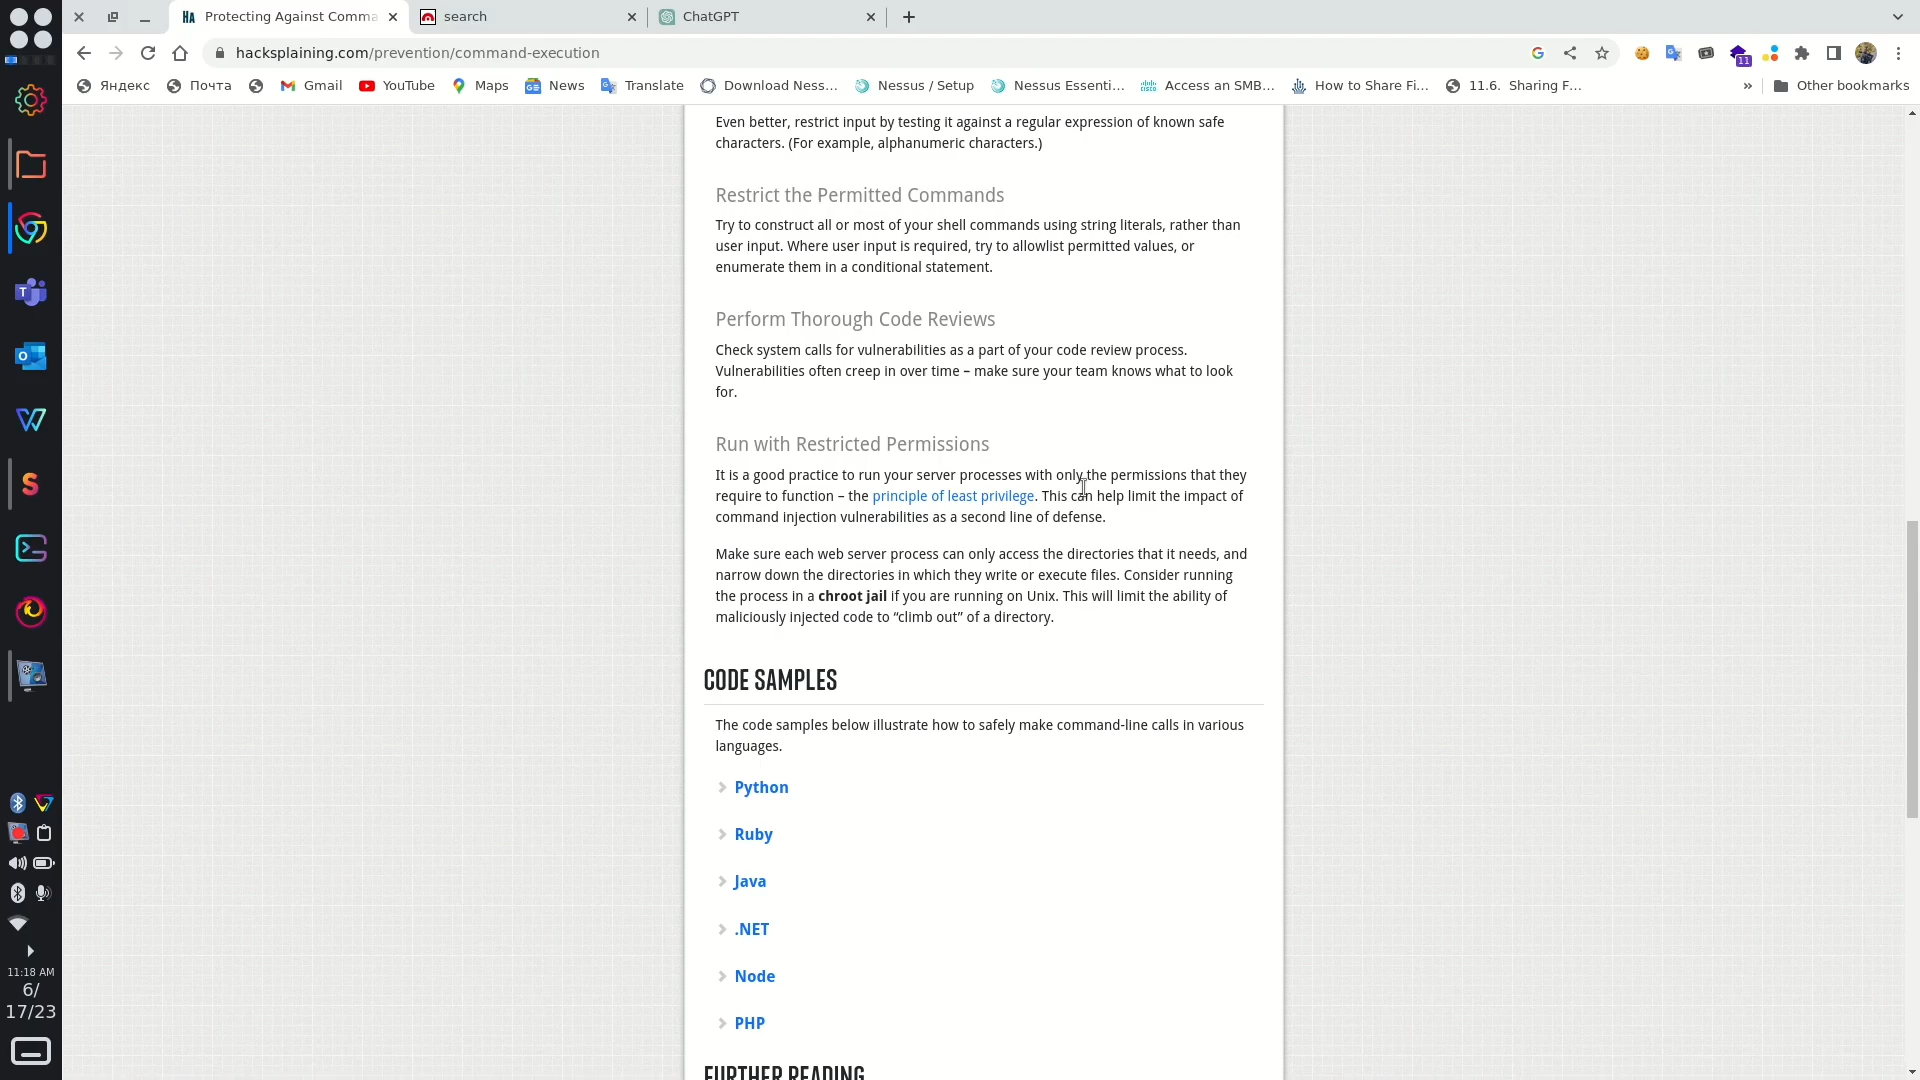 Protecting Against Comma
search
ChatGPT
hacksplaining.com/prevention/command-execution
11
Яндекс
Почта
Gmail
YouTube
Maps
News
Translate
Download Ness...
Nessus / Setup
Nessus Essenti...
Access an SMB...
How to Share Fi...
11.6. Sharing F...
»
Other bookmarks
Even better, restrict input by testing it against a regular expression of known safe
characters. (For example, alphanumeric characters.)
Restrict the Permitted Commands
Try to construct all or most of your shell commands using string literals, rather than
user input. Where user input is required, try to allowlist permitted values, or
enumerate them in a conditional statement.
Perform Thorough Code Reviews
Check system calls for vulnerabilities as a part of your code review process.
Vulnerabilities often creep in over time – make sure your team knows what to look
for.
Run with Restricted Permissions
It is a good practice to run your server processes with only the permissions that they
require to function – the principle of least privilege. This can help limit the impact of
command injection vulnerabilities as a second line of defense.
Make sure each web server process can only access the directories that it needs, and
narrow down the directories in which they write or execute files. Consider running
the process in a chroot jail if you are running on Unix. This will limit the ability of
maliciously injected code to “climb out” of a directory.
CODE SAMPLES
The code samples below illustrate how to safely make command-line calls in various
languages.
Python
Ruby
Java
.NET
Node
PHP
FURTHER READING
11:18 AM
6/
17/23